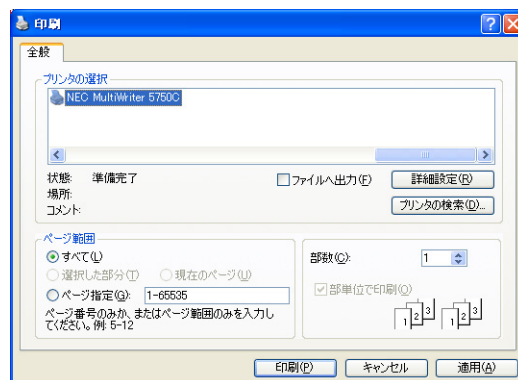 印刷
全般
プリンタの選択
NEC MultiWriter 5750C
状態: 準備完了
場所:
コメント:
ファイルへ出力(F)
詳細設定(R)
プリンタの検索(D)...
ページ範囲
すべて(L)
選択した部分(T) 現在のページ(U)
ページ指定(G): 1-65535
ページ番号のみか、またはページ範囲のみを入力し
てください。例: 5-12
部数(C): 1
部単位で印刷(O)
1 2 3 1 2 3
印刷(P) キャンセル 適用(A)